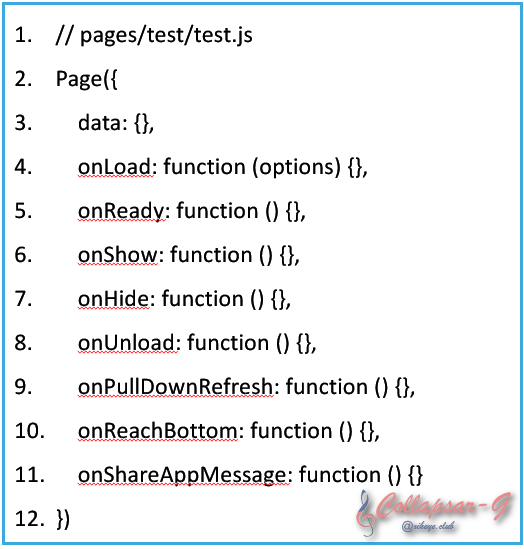 1. // pages/test/test.js
2. Page({
3. data: {},
4. onLoad: function (options) {},
5. onReady: function () {},
6. onShow: function () {},
7. onHide: function () {},
8. onUnload: function () {},
9. onPullDownRefresh: function () {},
10. onReachBottom: function () {},
11. onShareAppMessage: function () {}
12. })
Collapsar-G
@sikeye.club